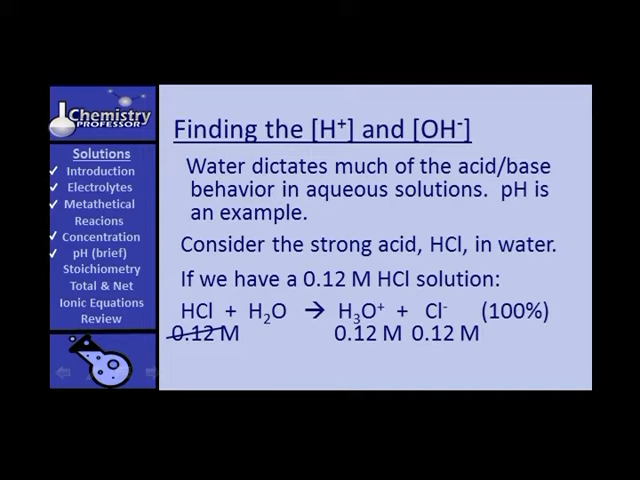 Chemistry
PROFESSOR
Solutions
Introduction
Electrolytes
Metathetical
Reacions
Concentration
pH (brief)
Stoichiometry
Total & Net
Ionic Equations
Review
Finding the [H⁺] and [OH⁻]
Water dictates much of the acid/base
behavior in aqueous solutions. pH is
an example.
Consider the strong acid, HCl, in water.
If we have a 0.12 M HCl solution:
HCl + H₂O → H₃O⁺ + Cl⁻ (100%)
0.12 M 0.12 M 0.12 M